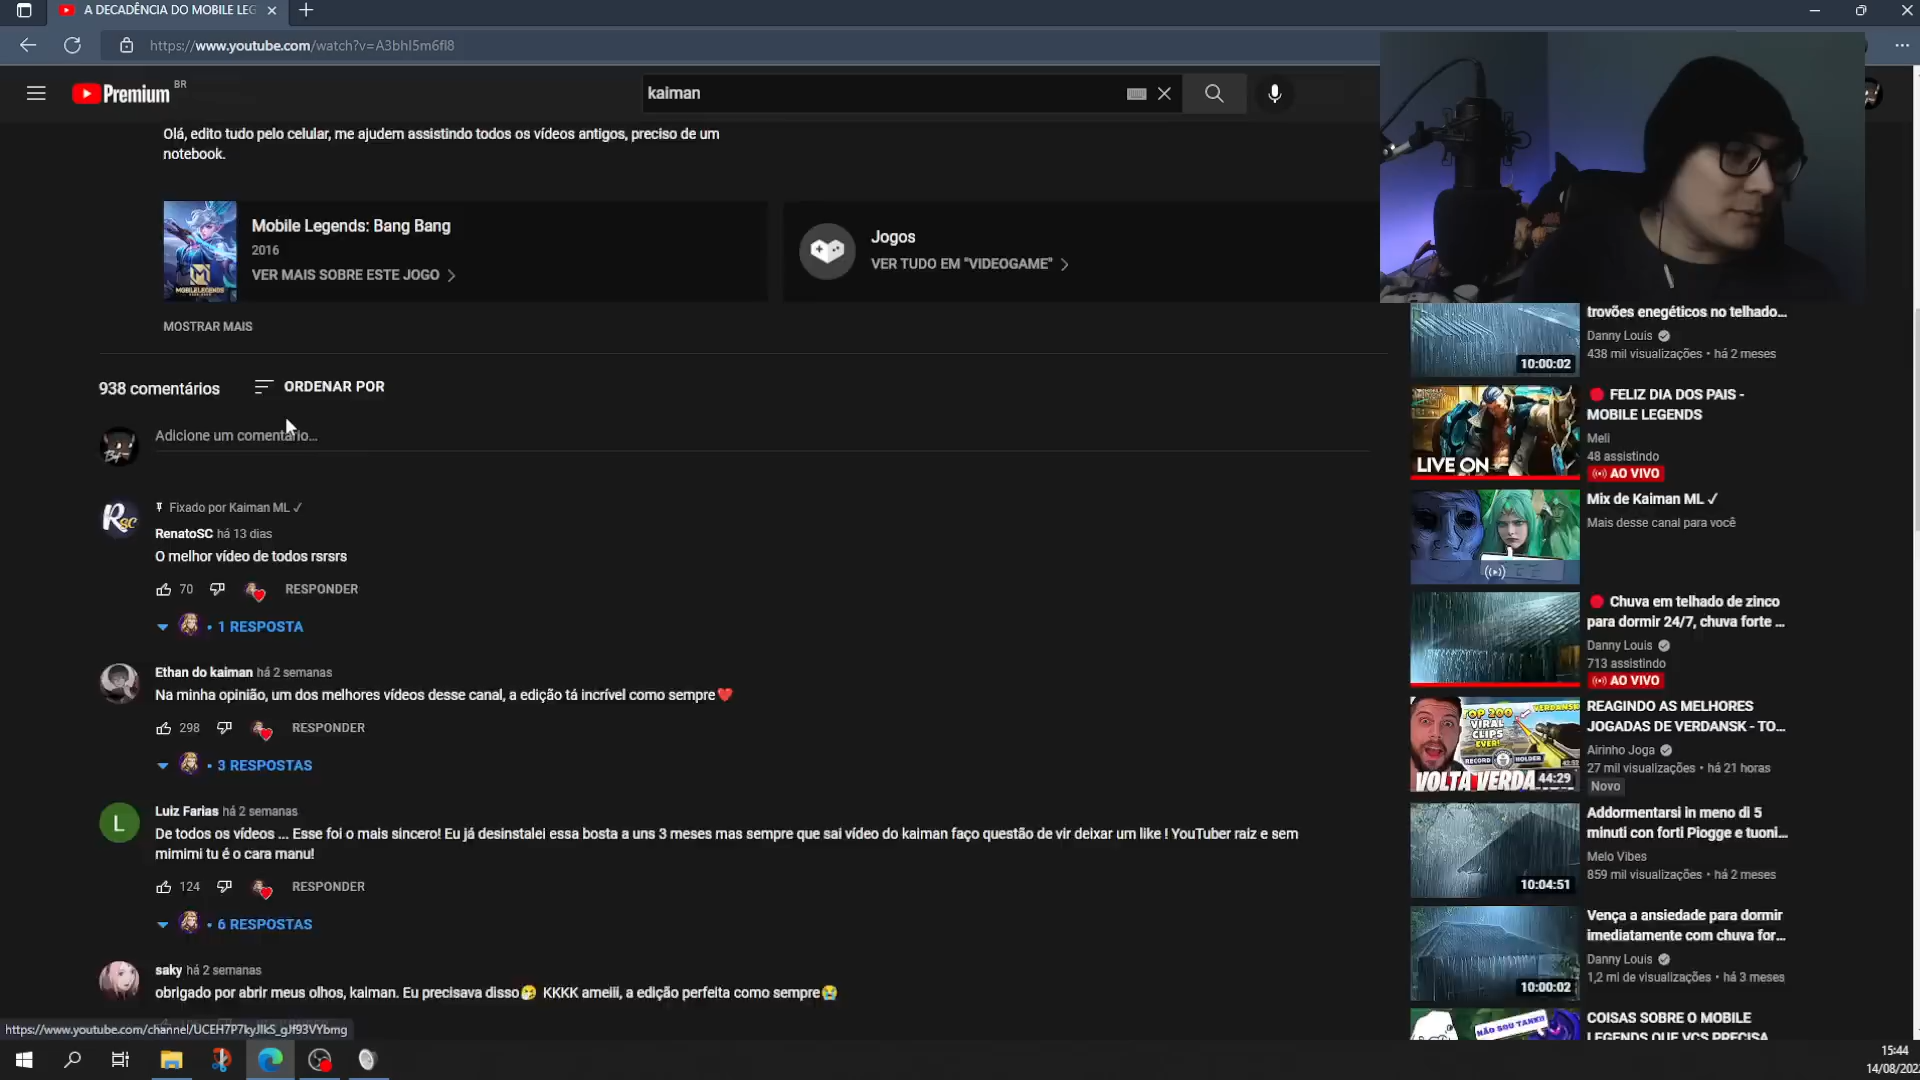 A DECADÊNCIA DO MOBILE LEG
https://www.youtube.com/watch?v=A3bhI5m6fl8
Premium BR
kaiman
Olá, edito tudo pelo celular, me ajudem assistindo todos os vídeos antigos, preciso de um
notebook.
Mobile Legends: Bang Bang
2016
VER MAIS SOBRE ESTE JOGO
Jogos
VER TUDO EM "VIDEOGAME"
MOSTRAR MAIS
938 comentários
ORDENAR POR
Adicione um comentário...
Fixado por Kaiman ML ✓
RenatoSC há 13 dias
O melhor vídeo de todos rsrsrs
70
RESPONDER
• 1 RESPOSTA
Ethan do kaiman há 2 semanas
Na minha opinião, um dos melhores vídeos desse canal, a edição tá incrível como sempre❤️
298
RESPONDER
• 3 RESPOSTAS
L
Luiz Farias há 2 semanas
De todos os vídeos ... Esse foi o mais sincero! Eu já desinstalei essa bosta a uns 3 meses mas sempre que sai vídeo do kaiman faço questão de vir deixar um like ! YouTuber raiz e sem
mimimi tu é o cara manu!
124
RESPONDER
• 6 RESPOSTAS
saky há 2 semanas
obrigado por abrir meus olhos, kaiman. Eu precisava disso🤧 KKKK ameiii, a edição perfeita como sempre😭
trovões enegéticos no telhado...
Danny Louis
438 mil visualizações • há 2 meses
10:00:02
🔴 FELIZ DIA DOS PAIS -
MOBILE LEGENDS
Meli
48 assistindo
AO VIVO
LIVE ON
Mix de Kaiman ML ✓
Mais desse canal para você
🔴 Chuva em telhado de zinco
para dormir 24/7, chuva forte ...
Danny Louis
713 assistindo
AO VIVO
REAGINDO AS MELHORES
JOGADAS DE VERDANSK - TO...
Airinho Joga
27 mil visualizações • há 21 horas
Novo
TOP 200
VIRAL
CLIPS
EVER!
VERDANSK
RECORD HOLDER
VOLTA VERDA
44:29
Addormentarsi in meno di 5
minuti con forti Piogge e tuoni...
Melo Vibes
859 mil visualizações • há 2 meses
10:04:51
Vença a ansiedade para dormir
imediatamente com chuva for...
Danny Louis
1,2 mi de visualizações • há 3 meses
10:00:02
COISAS SOBRE O MOBILE
LEGENDS QUE VCS PRECISA
NÃO SOU TANK!!
15:44
14/08/202